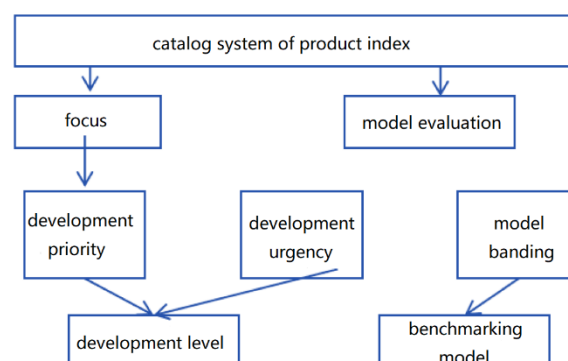 catalog system of product index
focus
model evaluation
development
priority
development
urgency
model
banding
development level
benchmarking
model